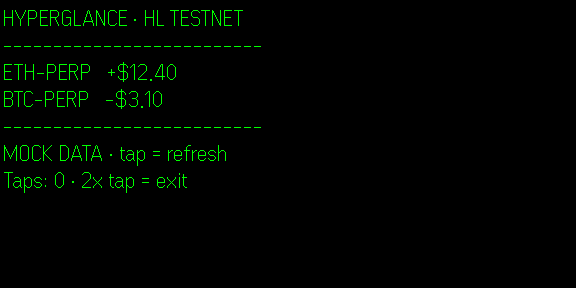 HYPERGLANCE · HL TESTNET
--------------------------
ETH-PERP +$12.40
BTC-PERP -$3.10
--------------------------
MOCK DATA · tap = refresh
Taps: 0 · 2x tap = exit